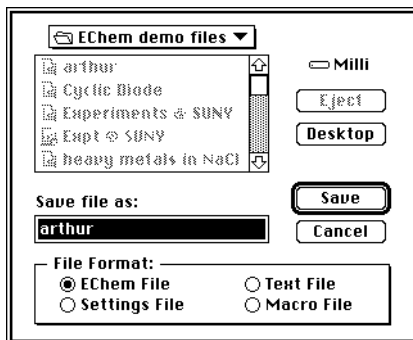 EChem demo files
arthur
Milli
Cyclic Diode
Experiments @ SUNY
Eject
Expt @ SUNY
Desktop
heavy metals in NaCl
Save file as:
Save
arthur
Cancel
File Format:
EChem File
Text File
Settings File
Macro File